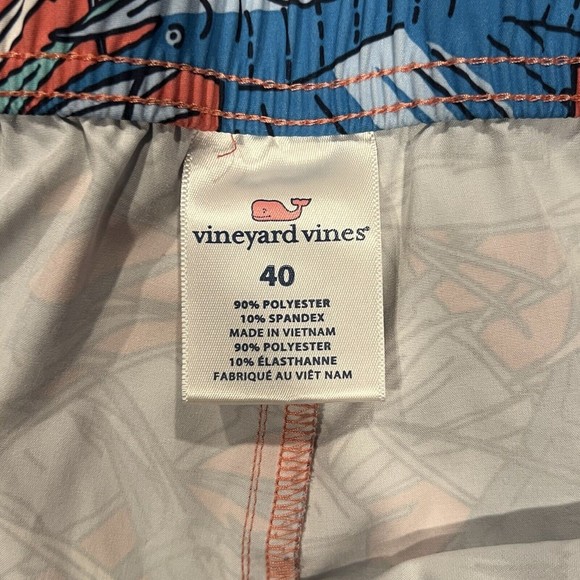 vineyard vines®
40
90% POLYESTER
10% SPANDEX
MADE IN VIETNAM
90% POLYESTER
10% ÉLASTHANNE
FABRIQUÉ AU VIÊT NAM